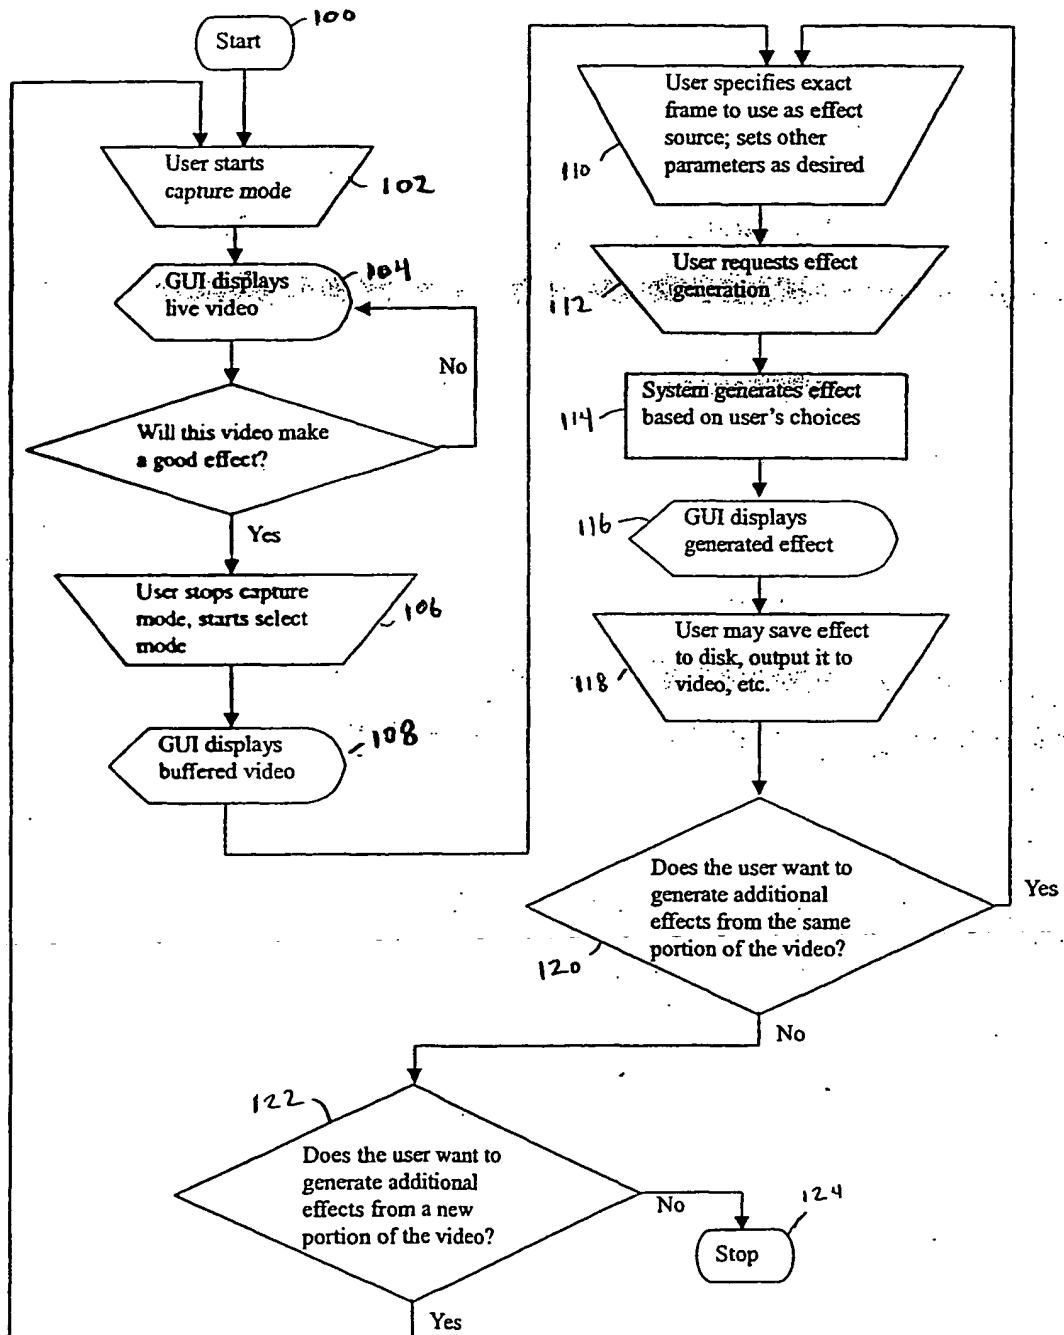 100
Start
User starts
capture mode
102
GUI displays
live video
104
No
Will this video make
a good effect?
Yes
User stops capture
mode, starts select
mode
106
GUI displays
buffered video
108
User specifies exact
frame to use as effect
source; sets other
parameters as desired
110
User requests effect
generation
112
System generates effect
based on user's choices
114
GUI displays
generated effect
116
User may save effect
to disk, output it to
video, etc.
118
Does the user want to
generate additional
effects from the same
portion of the video?
120
Yes
No
122
Does the user want to
generate additional
effects from a new
portion of the video?
No
124
Stop
Yes